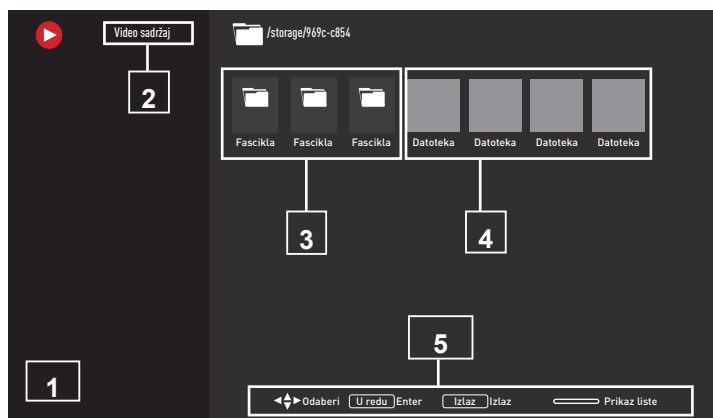 Video sadržaj
/storage/969c-c854
2
Fascikla Fascikla Fascikla Datoteka Datoteka Datoteka Datoteka
3
4
5
1
Odaberi U redu Enter Izlaz Izlaz Prikaz liste